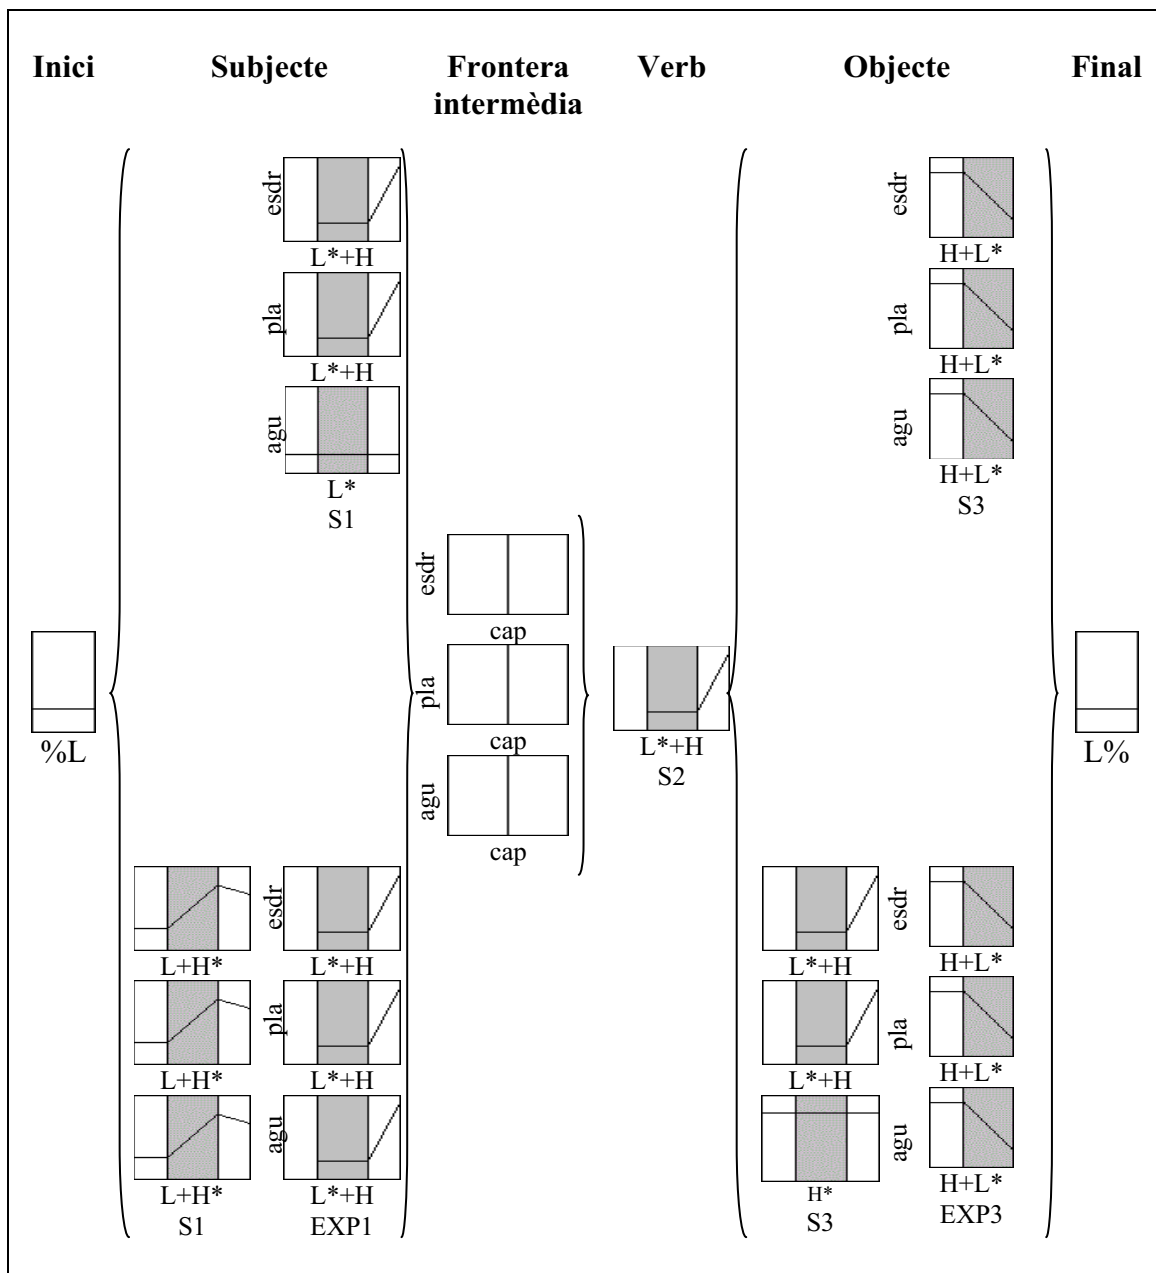 Inici Subjecte Frontera intermèdia Verb Objecte Final
esdr
L*+H
pla
L*+H
agu
L*
S1
esdr
H+L*
pla
H+L*
agu
H+L*
S3
%L
esdr
cap
pla
cap
agu
cap
L*+H
S2
L%
L+H*
esdr
L*+H
L+H*
pla
L*+H
L+H*
agu
L*+H
S1
EXP1
L*+H
esdr
H+L*
L*+H
pla
H+L*
H*
agu
H+L*
S3
EXP3